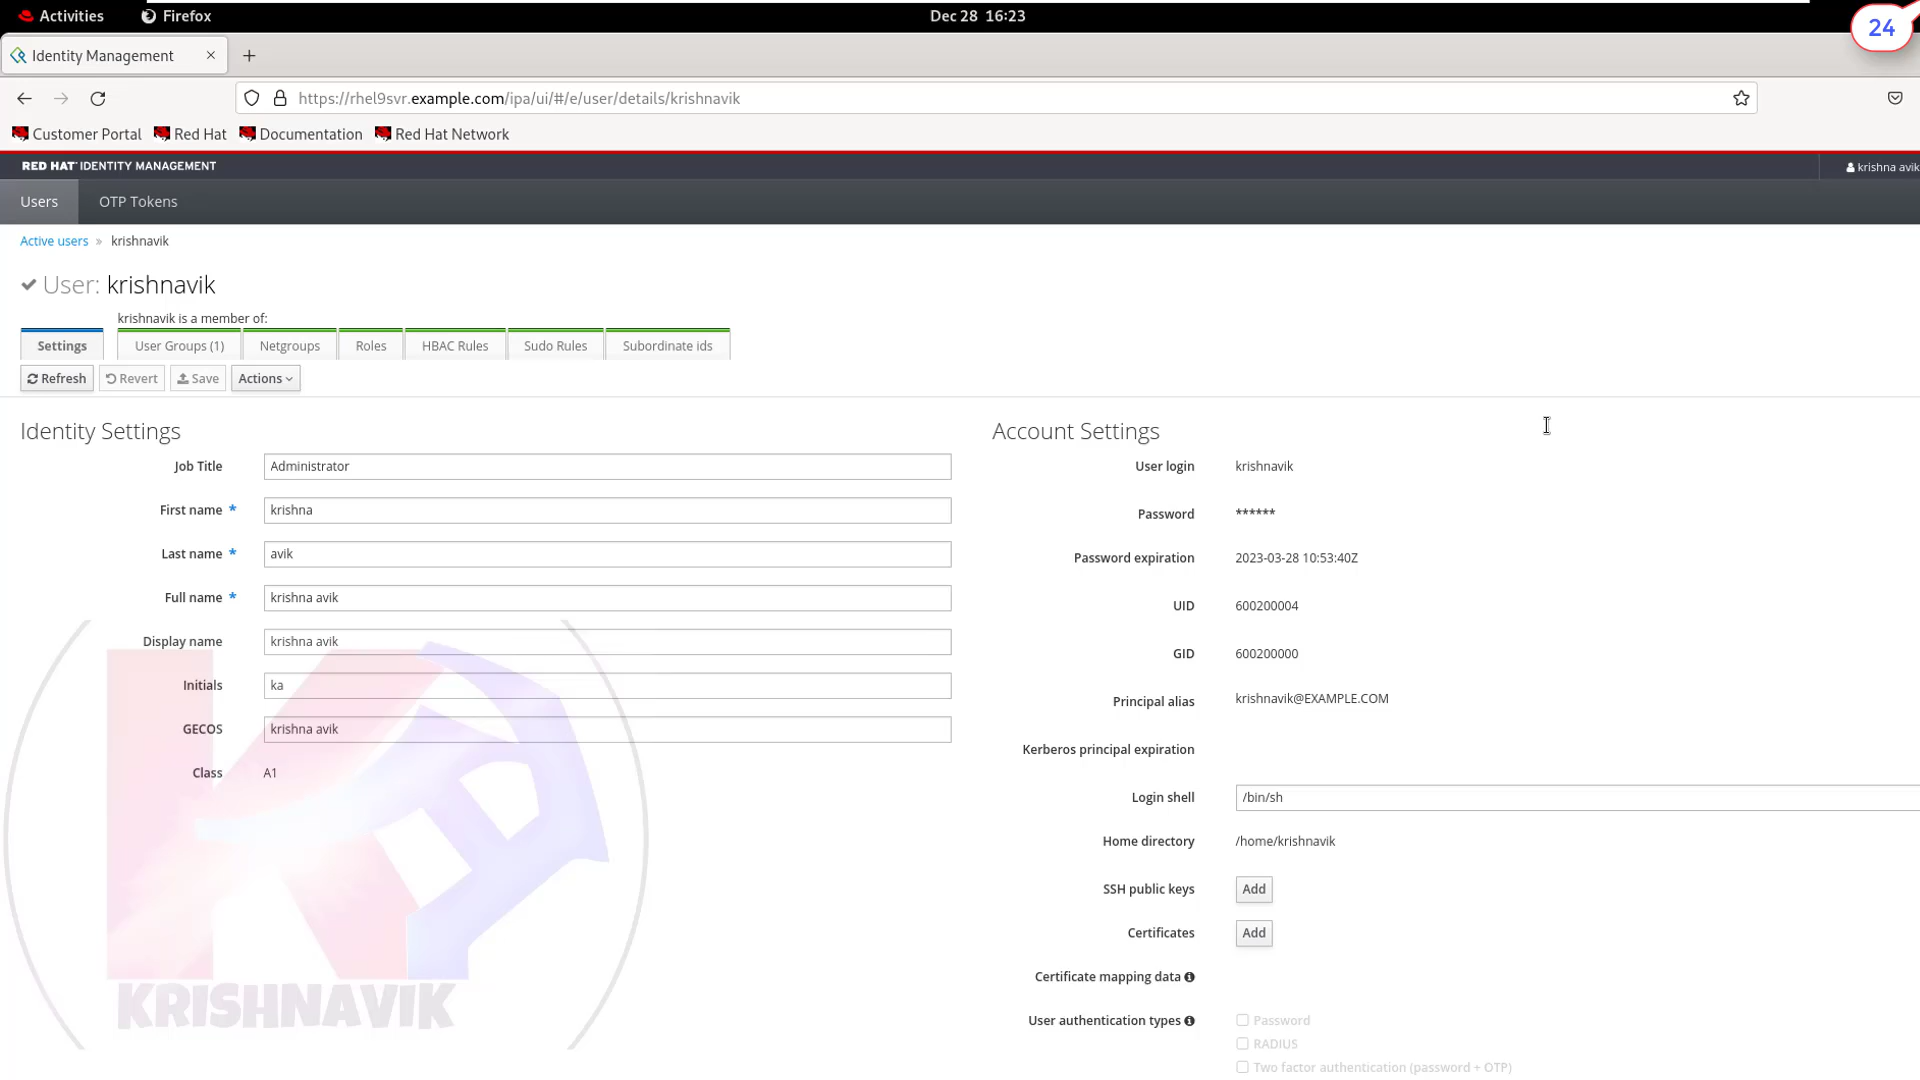 Activities Firefox Dec 28 16:23
24
Identity Management
https://rhel9svr.example.com/ipa/ui/#/e/user/details/krishnavik
Customer Portal Red Hat Documentation Red Hat Network
RED HAT IDENTITY MANAGEMENT krishna avik
Users OTP Tokens
Active users » krishnavik
User: krishnavik
krishnavik is a member of:
Settings User Groups (1) Netgroups Roles HBAC Rules Sudo Rules Subordinate ids
Refresh Revert Save Actions
Identity Settings
Job Title Administrator
First name * krishna
Last name * avik
Full name * krishna avik
Display name krishna avik
Initials ka
GECOS krishna avik
Class A1
KRISHNAVIK
Account Settings
User login krishnavik
Password ******
Password expiration 2023-03-28 10:53:40Z
UID 600200004
GID 600200000
Principal alias krishnavik@EXAMPLE.COM
Kerberos principal expiration
Login shell /bin/sh
Home directory /home/krishnavik
SSH public keys Add
Certificates Add
Certificate mapping data
User authentication types Password
RADIUS
Two factor authentication (password + OTP)